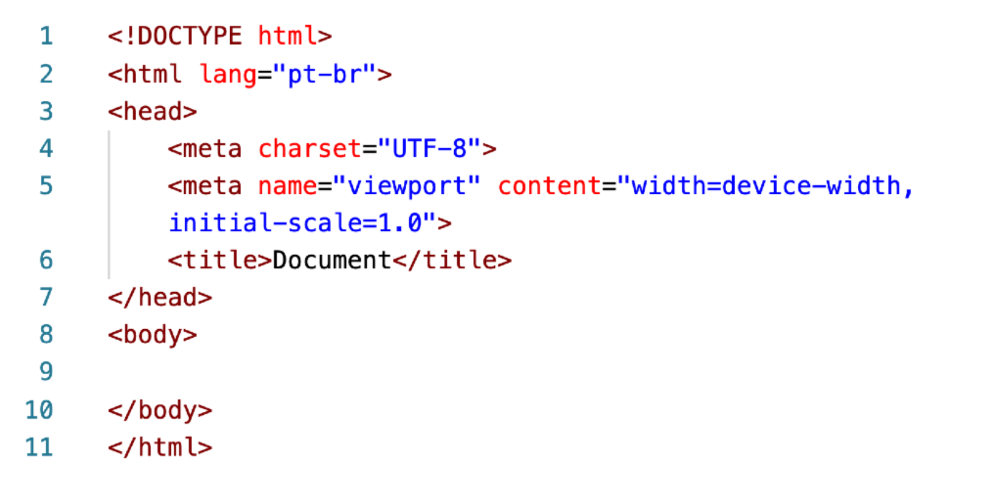 1 <!DOCTYPE html>
2 <html lang="pt-br">
3 <head>
4 <meta charset="UTF-8">
5 <meta name="viewport" content="width=device-width,
initial-scale=1.0">
6 <title>Document</title>
7 </head>
8 <body>
9
10 </body>
11 </html>